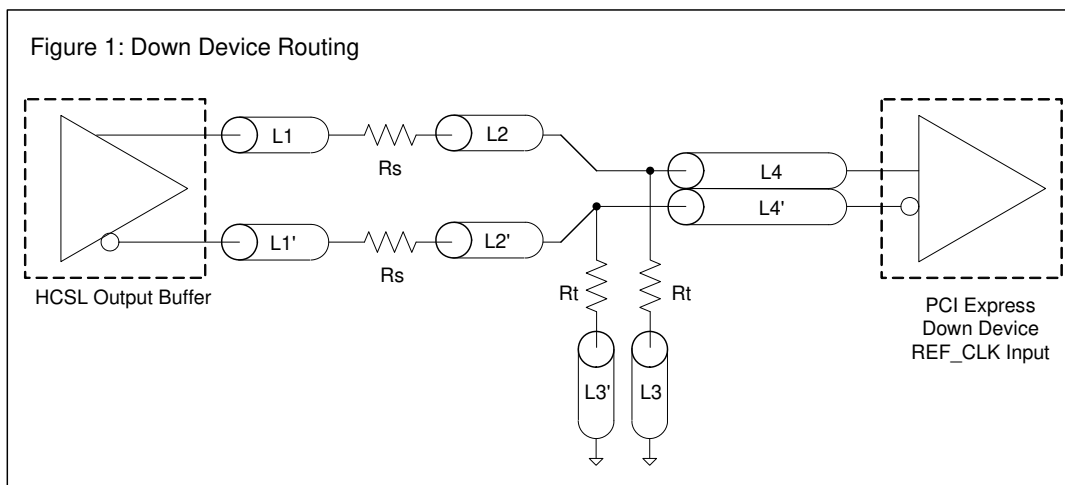 Figure 1: Down Device Routing
L1
Rs
L2
L4
L4'
L1'
Rs
L2'
HCSL Output Buffer
Rt
Rt
L3'
L3
PCI Express
Down Device
REF_CLK Input